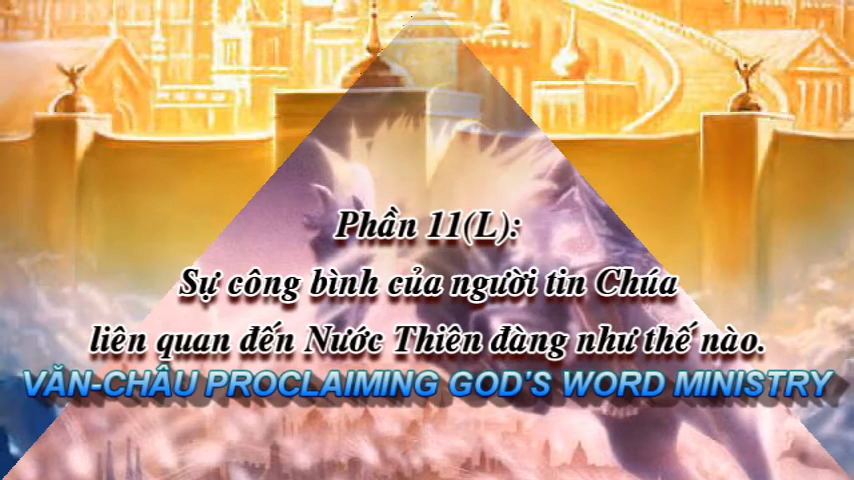 Phần 11(L):
Sự công bình của người tin Chúa
liên quan đến Nước Thiên đàng như thế nào.
VĂN-CHÂU PROCLAIMING GOD'S WORD MINISTRY